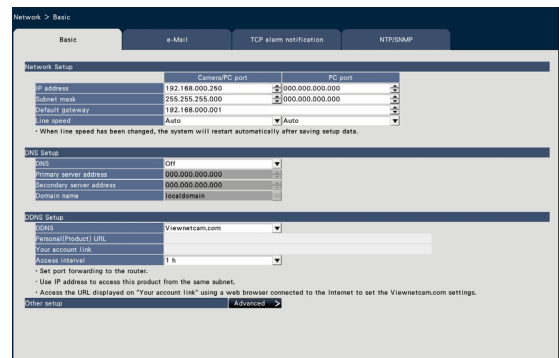 Network > Basic
Basic e-Mail TCP alarm notification NTP/SNMP
Network Setup
Camera/PC port PC port
IP address 192.168.000.250 000.000.000.000
Subnet mask 255.255.255.000 000.000.000.000
Default gateway 192.168.000.001
Line speed Auto Auto
・When line speed has been changed, the system will restart automatically after saving setup data.
DNS Setup
DNS Off
Primary server address 000.000.000.000
Secondary server address 000.000.000.000
Domain name localdomain
DDNS Setup
DDNS Viewnetcam.com
Personal(Product) URL
Your account link
Access interval 1 h
・Set port forwarding to the router.
・Use IP address to access this product from the same subnet.
・Access the URL displayed on "Your account link" using a web browser connected to the Internet to set the Viewnetcam.com settings.
Other setup Advanced >